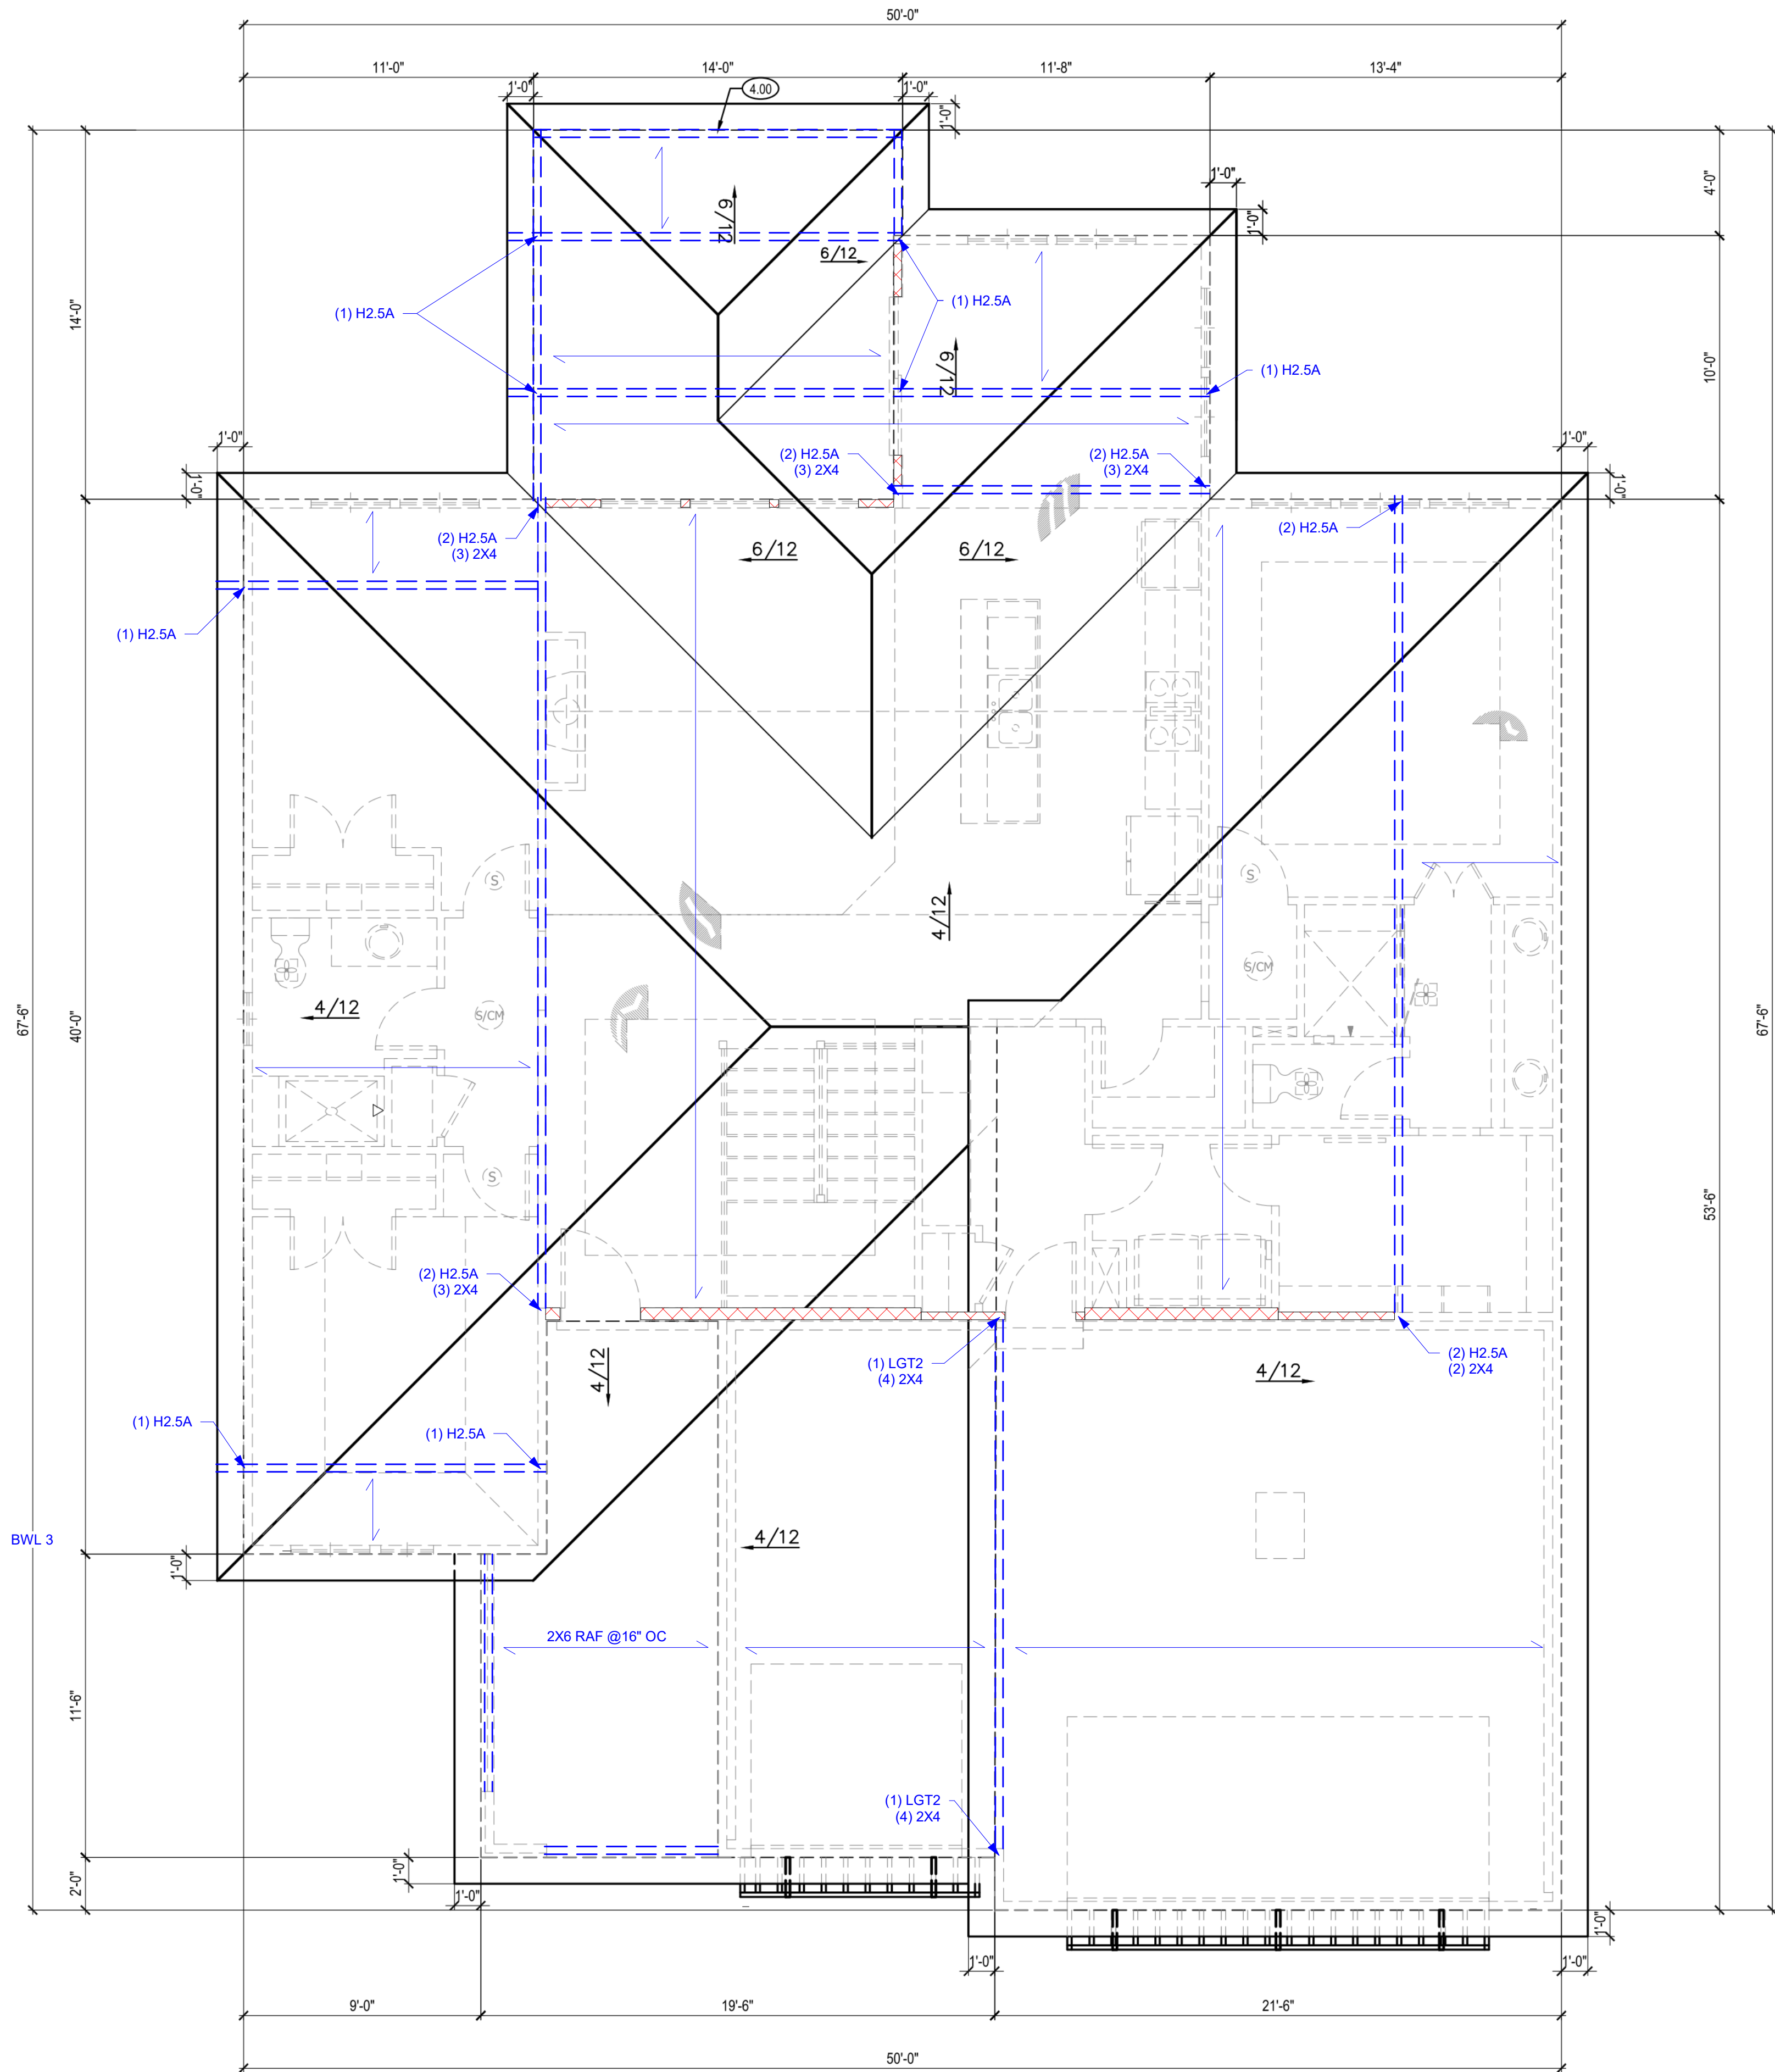 50'-0"
11'-0"
14'-0"
11'-8"
13'-4"
1'-0"
4.00
1'-0"
1'-0"
1'-0"
1'-0"
4'-0"
6/12
6/12
14'-0"
(1) H2.5A
(1) H2.5A
6/12
(1) H2.5A
10'-0"
1'-0"
1'-0"
(2) H2.5A
(3) 2X4
(2) H2.5A
(3) 2X4
1'-0"
1'-0"
(2) H2.5A
(3) 2X4
6/12
6/12
(2) H2.5A
(1) H2.5A
S
S
4/12
S/CM
67'-6"
40'-0"
4/12
S/CM
67'-6"
S
53'-6"
(2) H2.5A
(3) 2X4
4/12
(1) LGT2
(4) 2X4
4/12
(2) H2.5A
(2) 2X4
(1) H2.5A
(1) H2.5A
BWL 3
4/12
1'-0"
2X6 RAF @16" OC
11'-6"
(1) LGT2
(4) 2X4
2'-0"
1'-0"
1'-0"
1'-0"
1'-0"
1'-0"
9'-0"
19'-6"
21'-6"
50'-0"